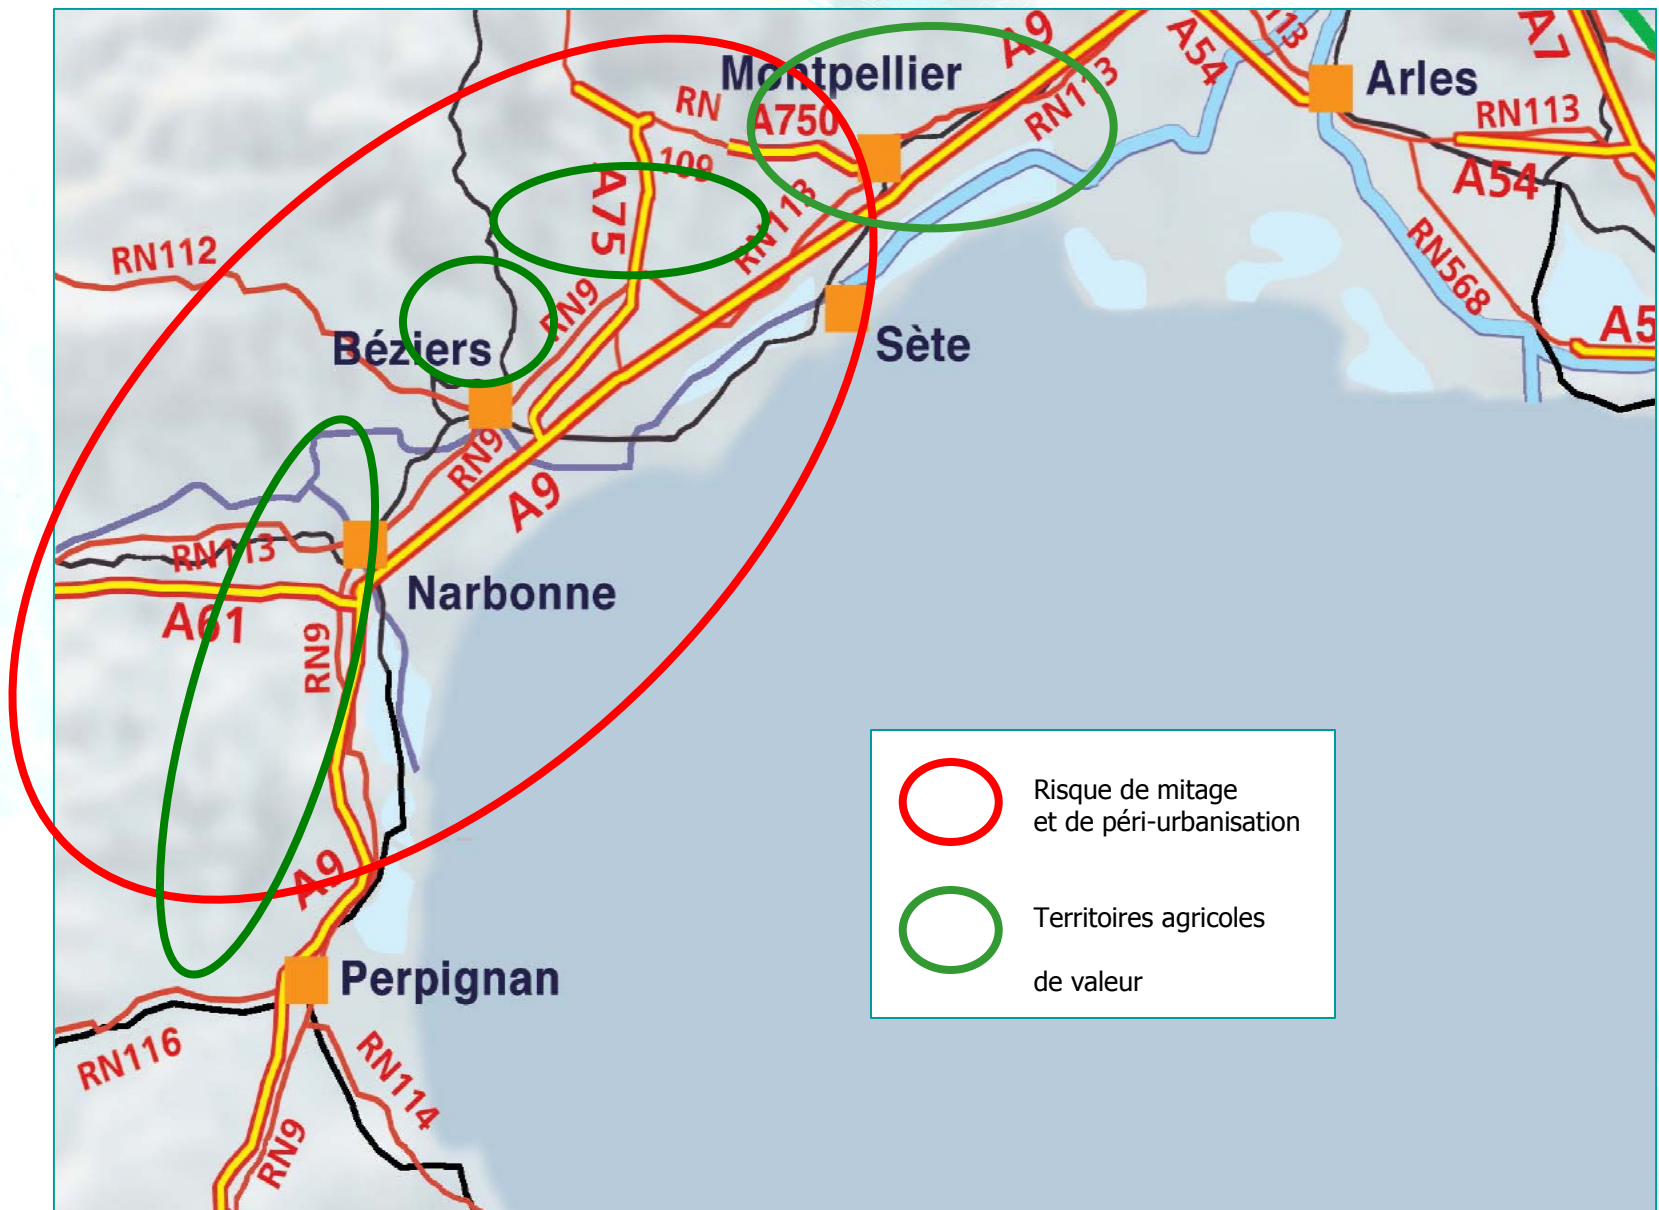 A9
A54
113
A7
Montpellier
Arles
RN
A750
RN113
RN113
109
A54
A75
RN113
RN112
RN568
RN9
A5
Béziers
Sète
RN9
A9
RN113
Narbonne
A61
RN9
Risque de mitage
et de péri-urbanisation
A9
Territoires agricoles
de valeur
Perpignan
RN116
RN114
RN9